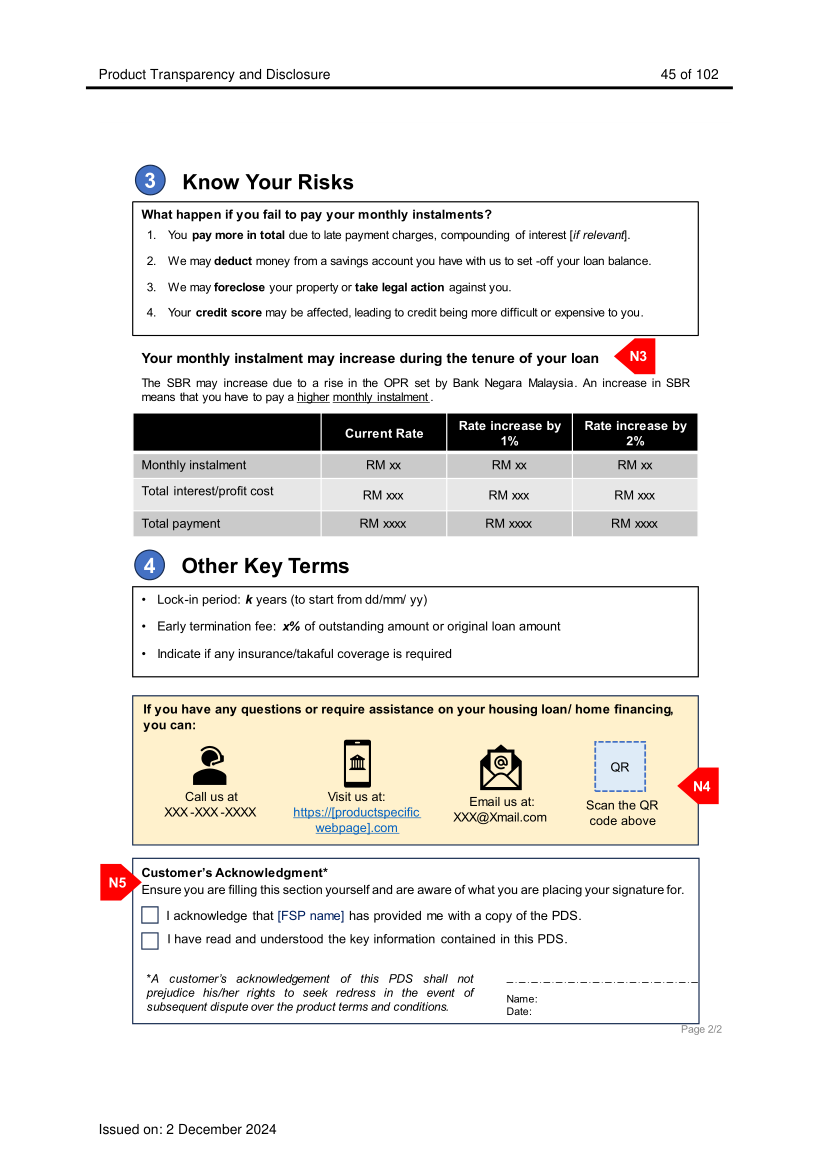 Product Transparency and Disclosure 45 of 102
3 Know Your Risks
What happen if you fail to pay your monthly instalments?
1. You pay more in total due to late payment charges, compounding of interest [if relevant].
2. We may deduct money from a savings account you have with us to set -off your loan balance.
3. We may foreclose your property or take legal action against you.
4. Your credit score may be affected, leading to credit being more difficult or expensive to you.
Your monthly instalment may increase during the tenure of your loan N3
The SBR may increase due to a rise in the OPR set by Bank Negara Malaysia. An increase in SBR
means that you have to pay a higher monthly instalment.
Current Rate Rate increase by 1% Rate increase by 2%
Monthly instalment RM xx RM xx RM xx
Total interest/profit cost RM xxx RM xxx RM xxx
Total payment RM xxxx RM xxxx RM xxxx
4 Other Key Terms
• Lock-in period: k years (to start from dd/mm/ yy)
• Early termination fee: x% of outstanding amount or original loan amount
• Indicate if any insurance/takaful coverage is required
If you have any questions or require assistance on your housing loan/ home financing,
you can:
Call us at
XXX -XXX -XXXX
Visit us at:
https://[productspecific
webpage].com
@
Email us at:
XXX@Xmail.com
QR
Scan the QR
code above
N4
N5
Customer's Acknowledgment*
Ensure you are filling this section yourself and are aware of what you are placing your signature for.
I acknowledge that [FSP name] has provided me with a copy of the PDS.
I have read and understood the key information contained in this PDS.
*A customer's acknowledgement of this PDS shall not
prejudice his/her rights to seek redress in the event of
subsequent dispute over the product terms and conditions.
Name:
Date:
Page 2/2
Issued on: 2 December 2024